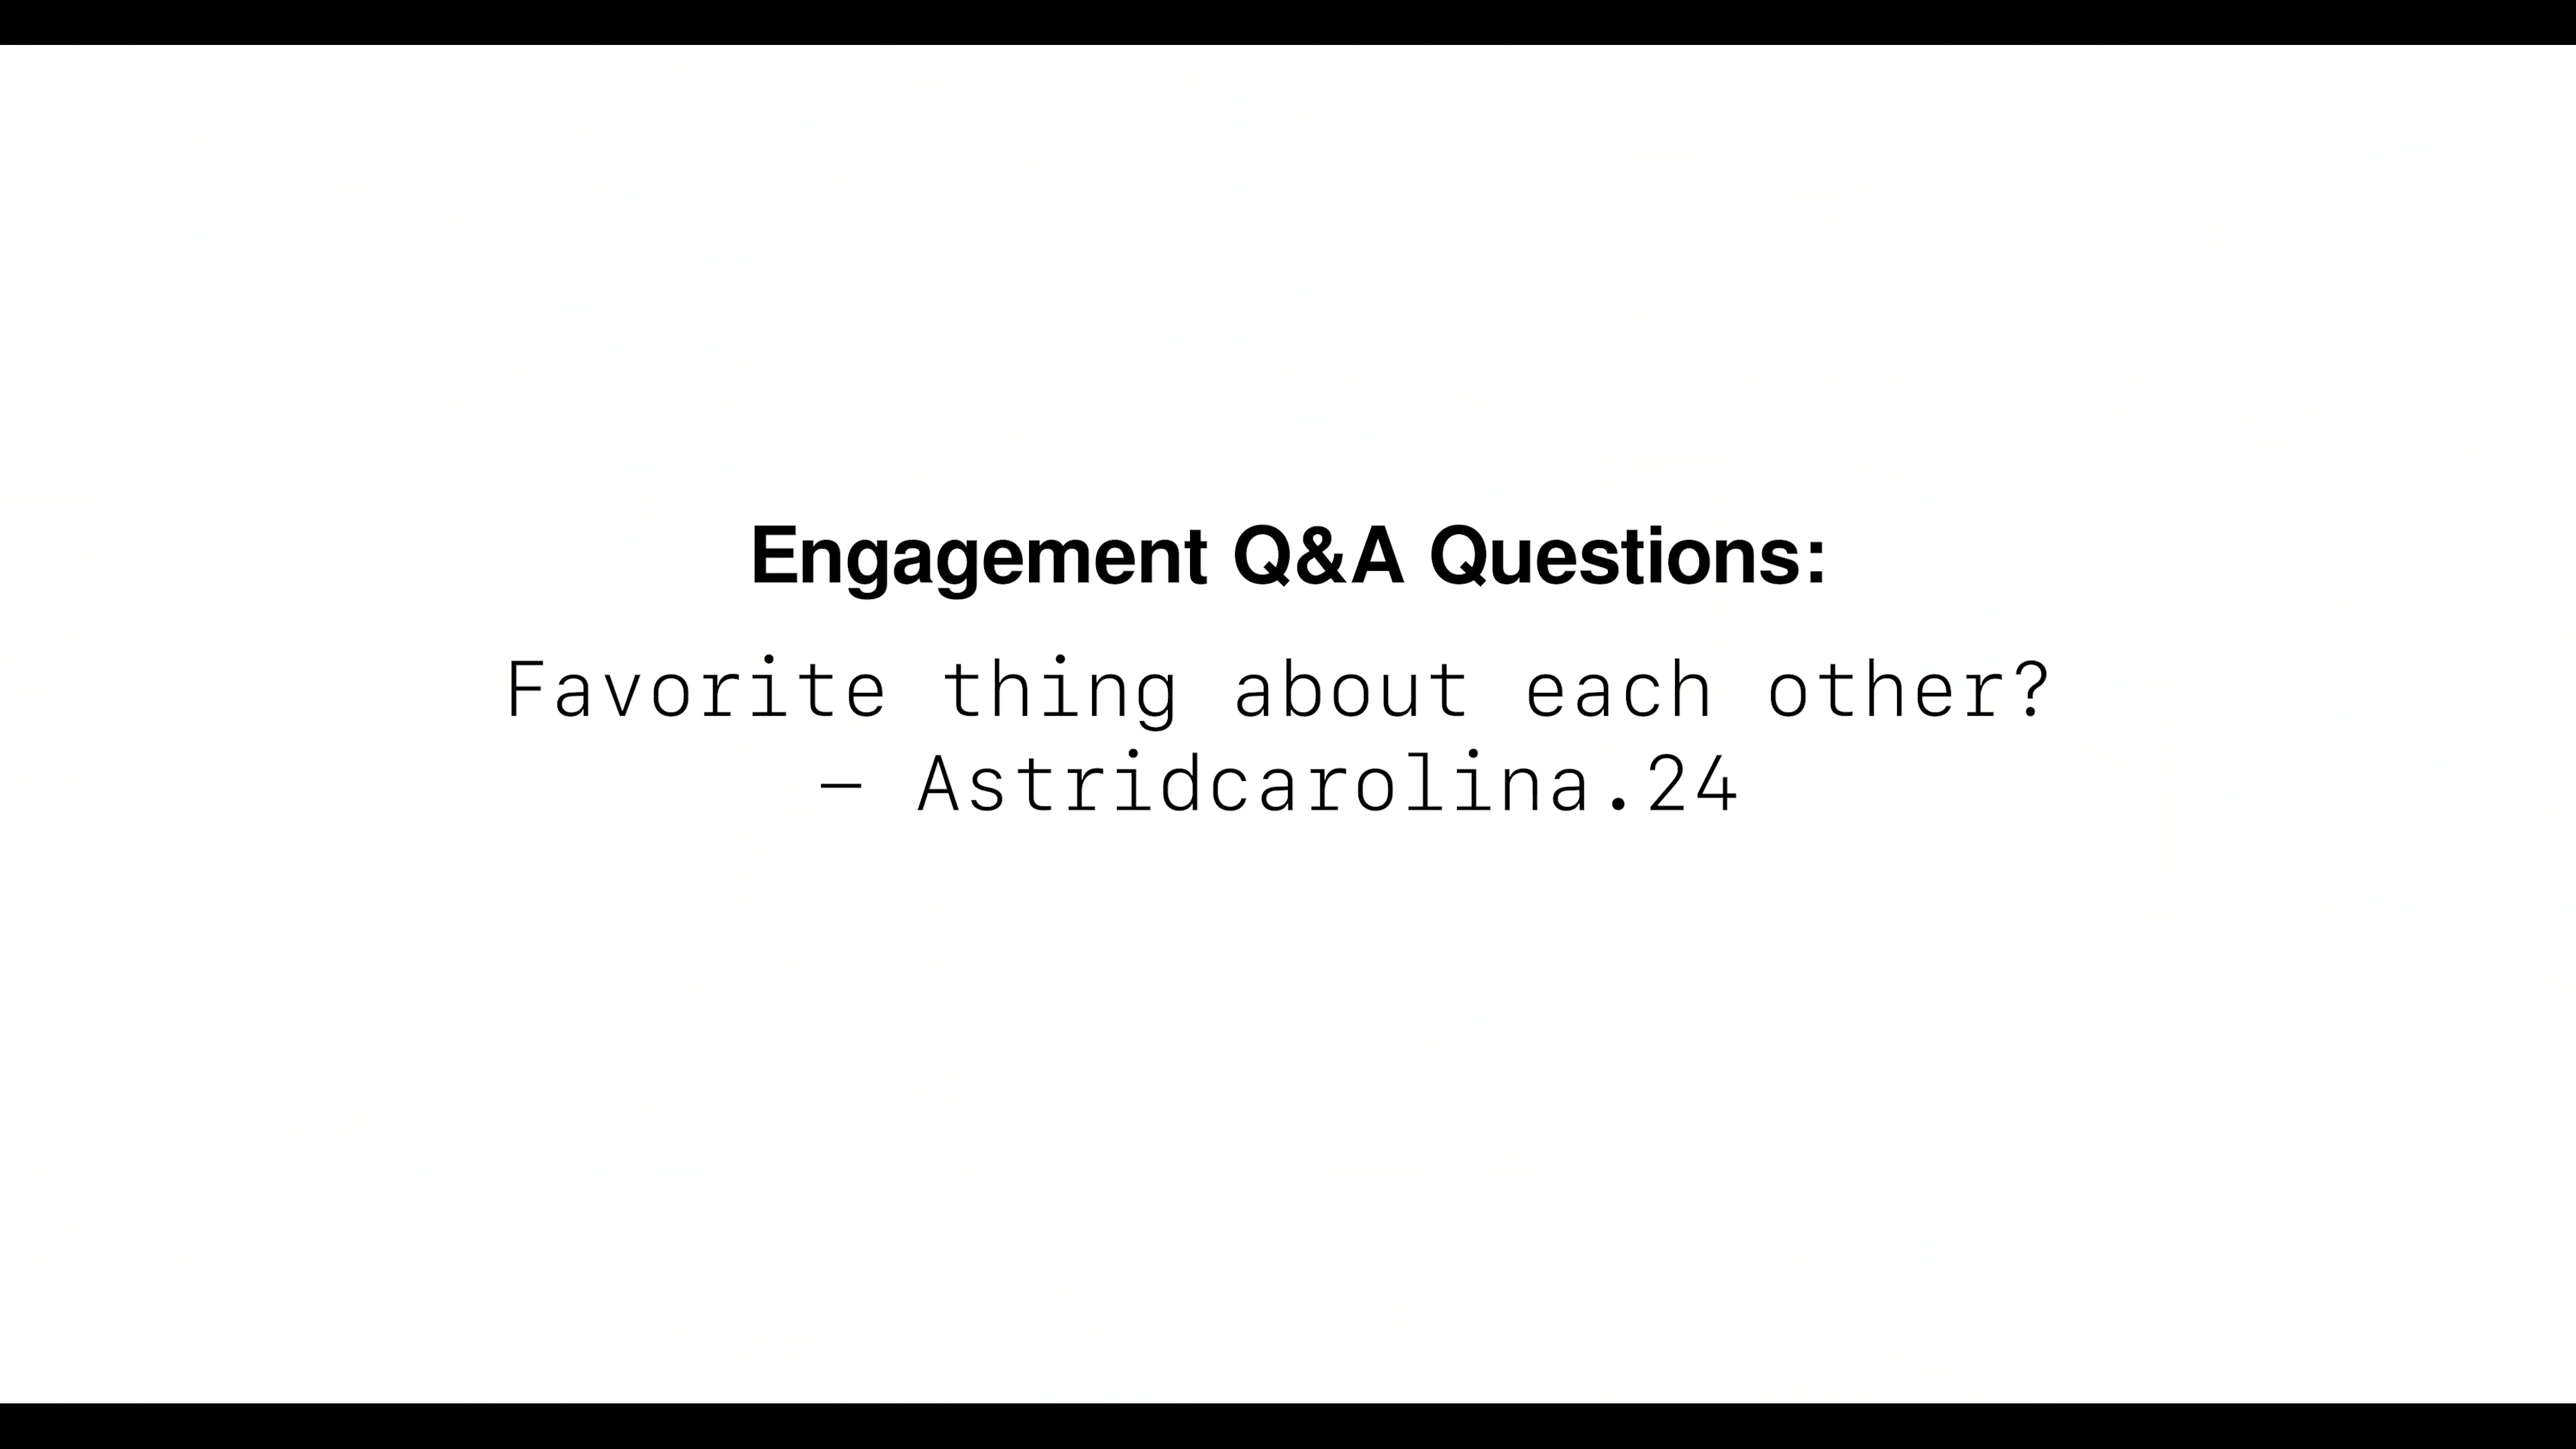 Engagement Q&A Questions:
Favorite thing about each other?
– Astridcarolina.24